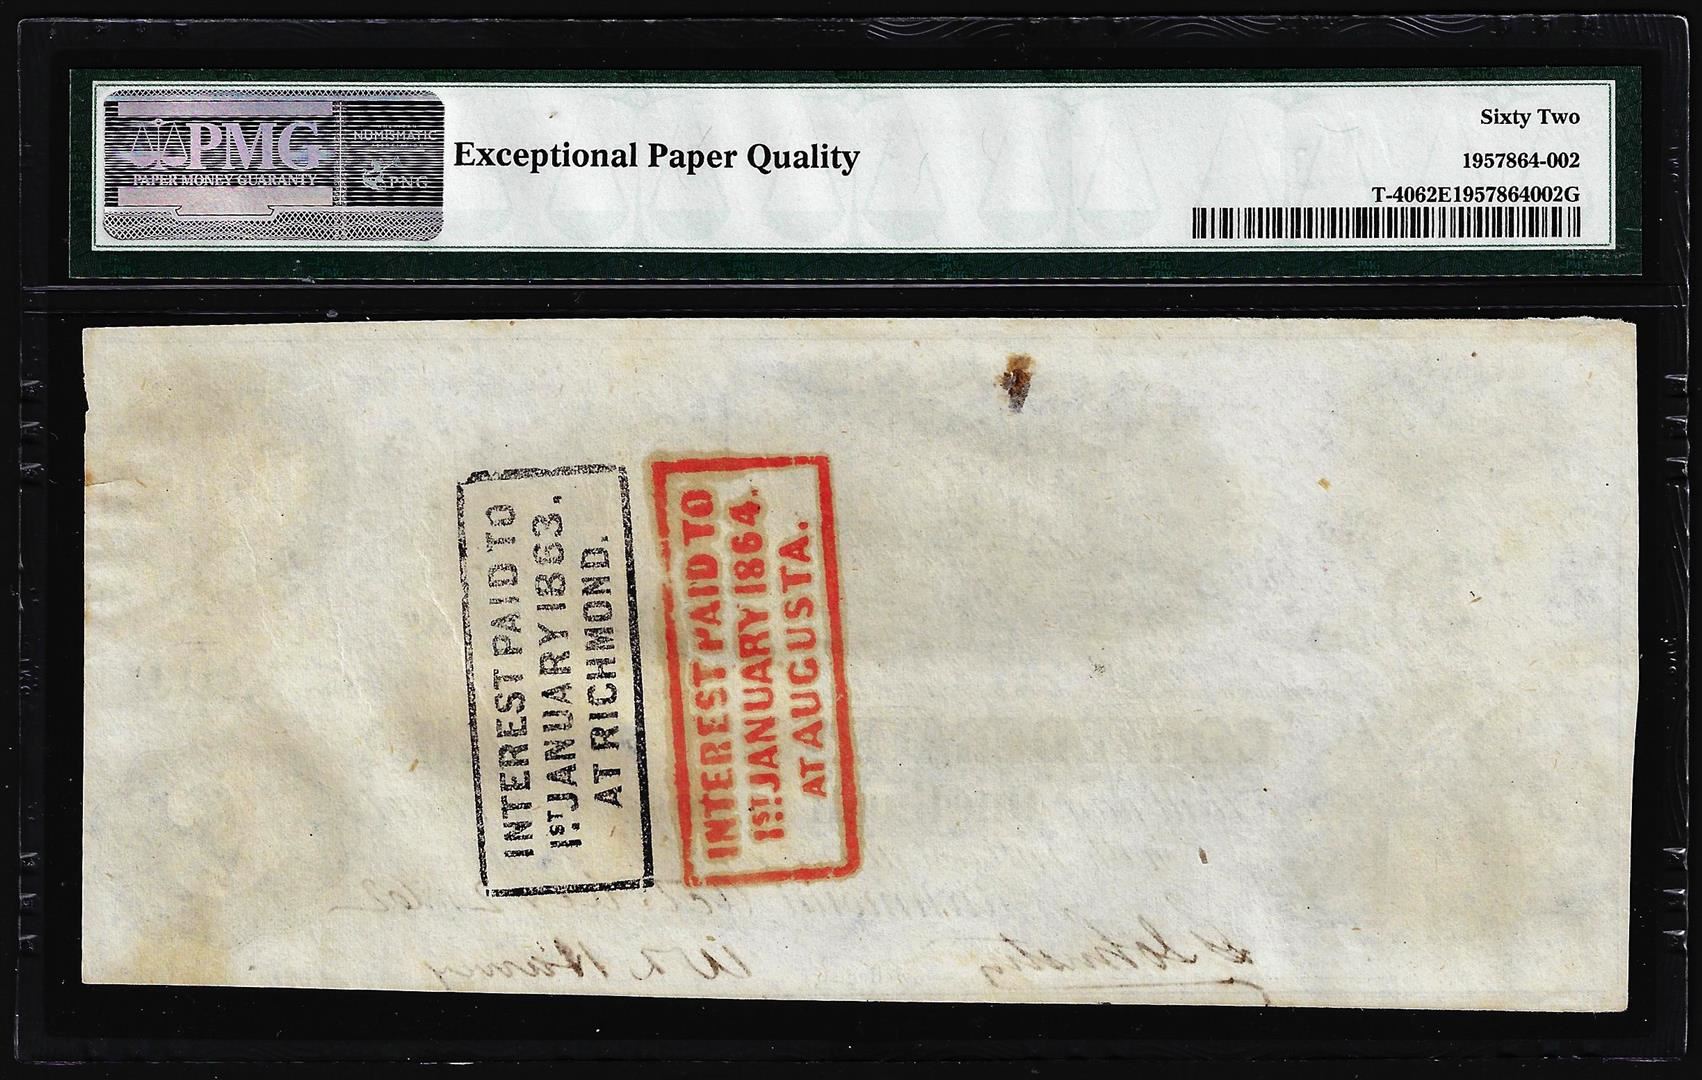 PMG
PAPER MONEY GUARANTY
NUMISMATIC
PNG
Exceptional Paper Quality
Sixty Two
1957864-002
T-4062E1957864002G
INTEREST PAID TO
1ST JANUARY 1863.
AT RICHMOND.
INTEREST PAID TO
1ST JANUARY 1864.
AT AUGUSTA.